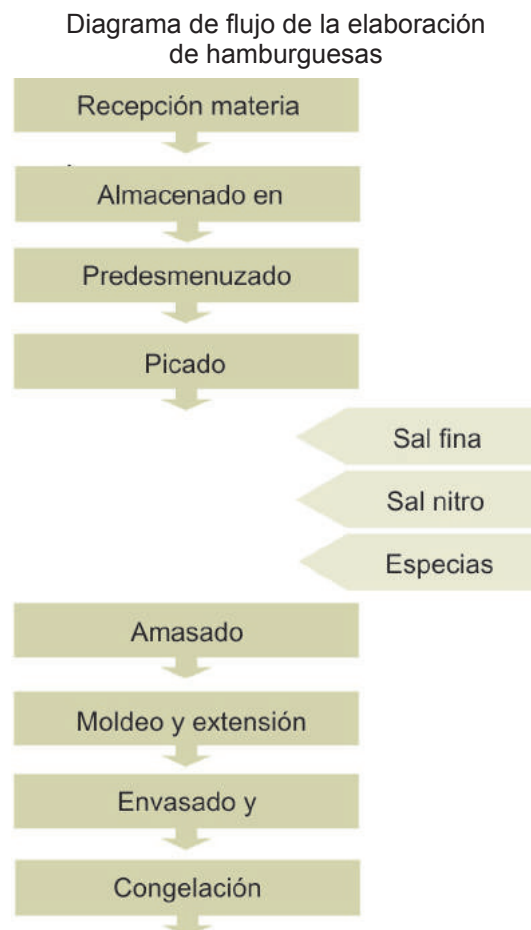 Diagrama de flujo de la elaboración
de hamburguesas
Recepción materia
Almacenado en
Predesmenuzado
Picado
Sal fina
Sal nitro
Especias
Amasado
Moldeo y extensión
Envasado y
Congelación